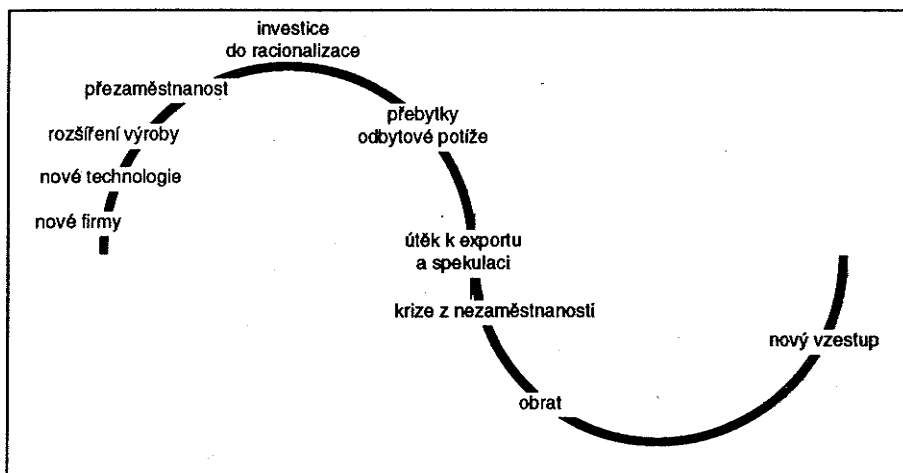 investice
do racionalizace
přezaměstnanost
rozšíření výroby
nové technologie
nové firmy
přebytky
odbytové potíže
útěk k exportu
a spekulaci
krize z nezaměstnanosti
nový vzestup
obrat